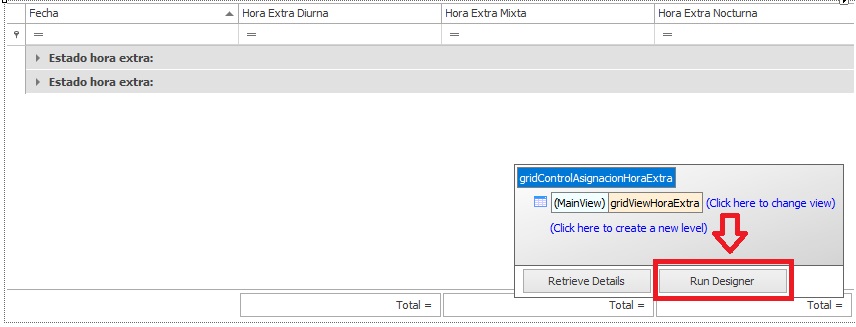 Fecha Hora Extra Diurna Hora Extra Mixta Hora Extra Nocturna
= = = =
Estado hora extra:
Estado hora extra:
gridControlAsignacionHoraExtra
(MainView) gridViewHoraExtra (Click here to change view)
(Click here to create a new level)
Retrieve Details Run Designer
Total = Total = Total =